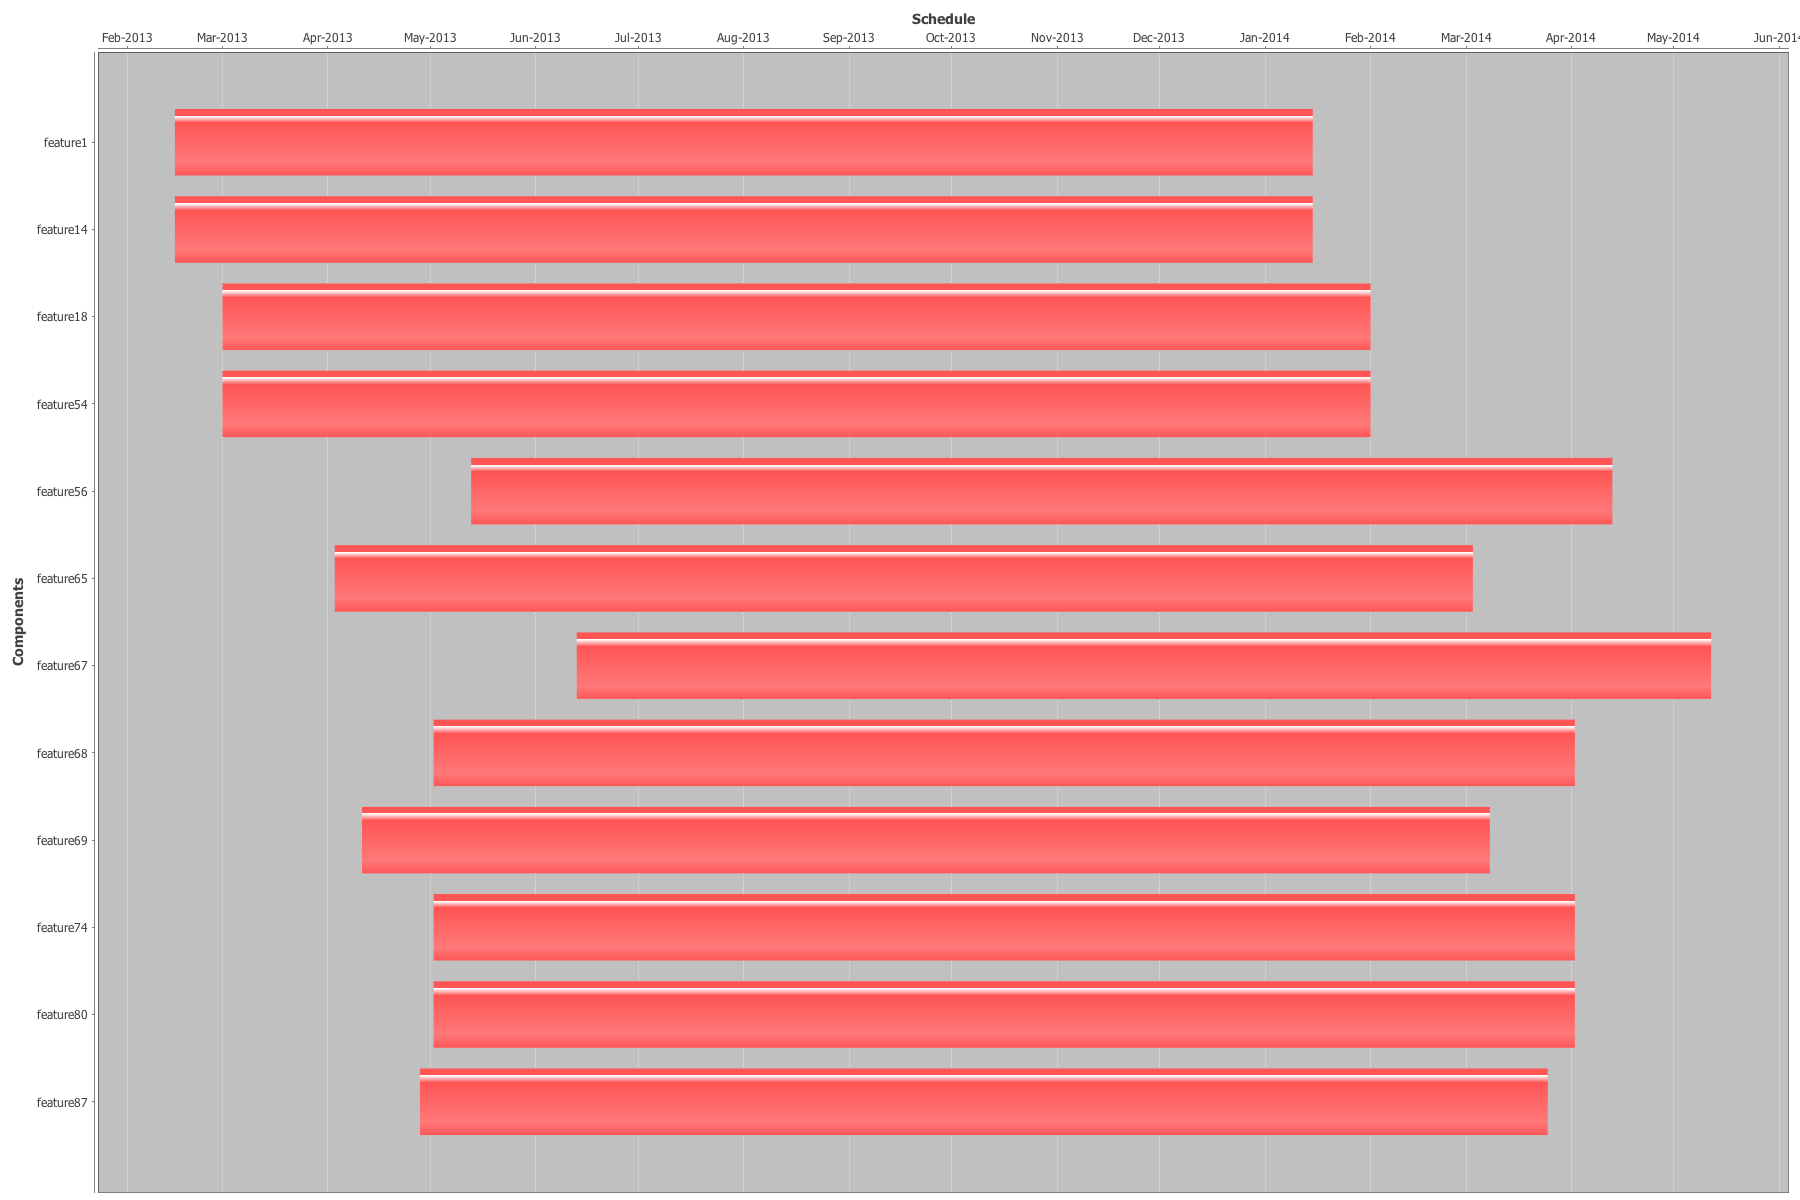 Schedule
Feb-2013 Mar-2013 Apr-2013 May-2013 Jun-2013 Jul-2013 Aug-2013 Sep-2013 Oct-2013 Nov-2013 Dec-2013 Jan-2014 Feb-2014 Mar-2014 Apr-2014 May-2014 Jun-2014
feature1
feature14
feature18
feature54
feature56
feature65
feature67
feature68
feature69
feature74
feature80
feature87
Components